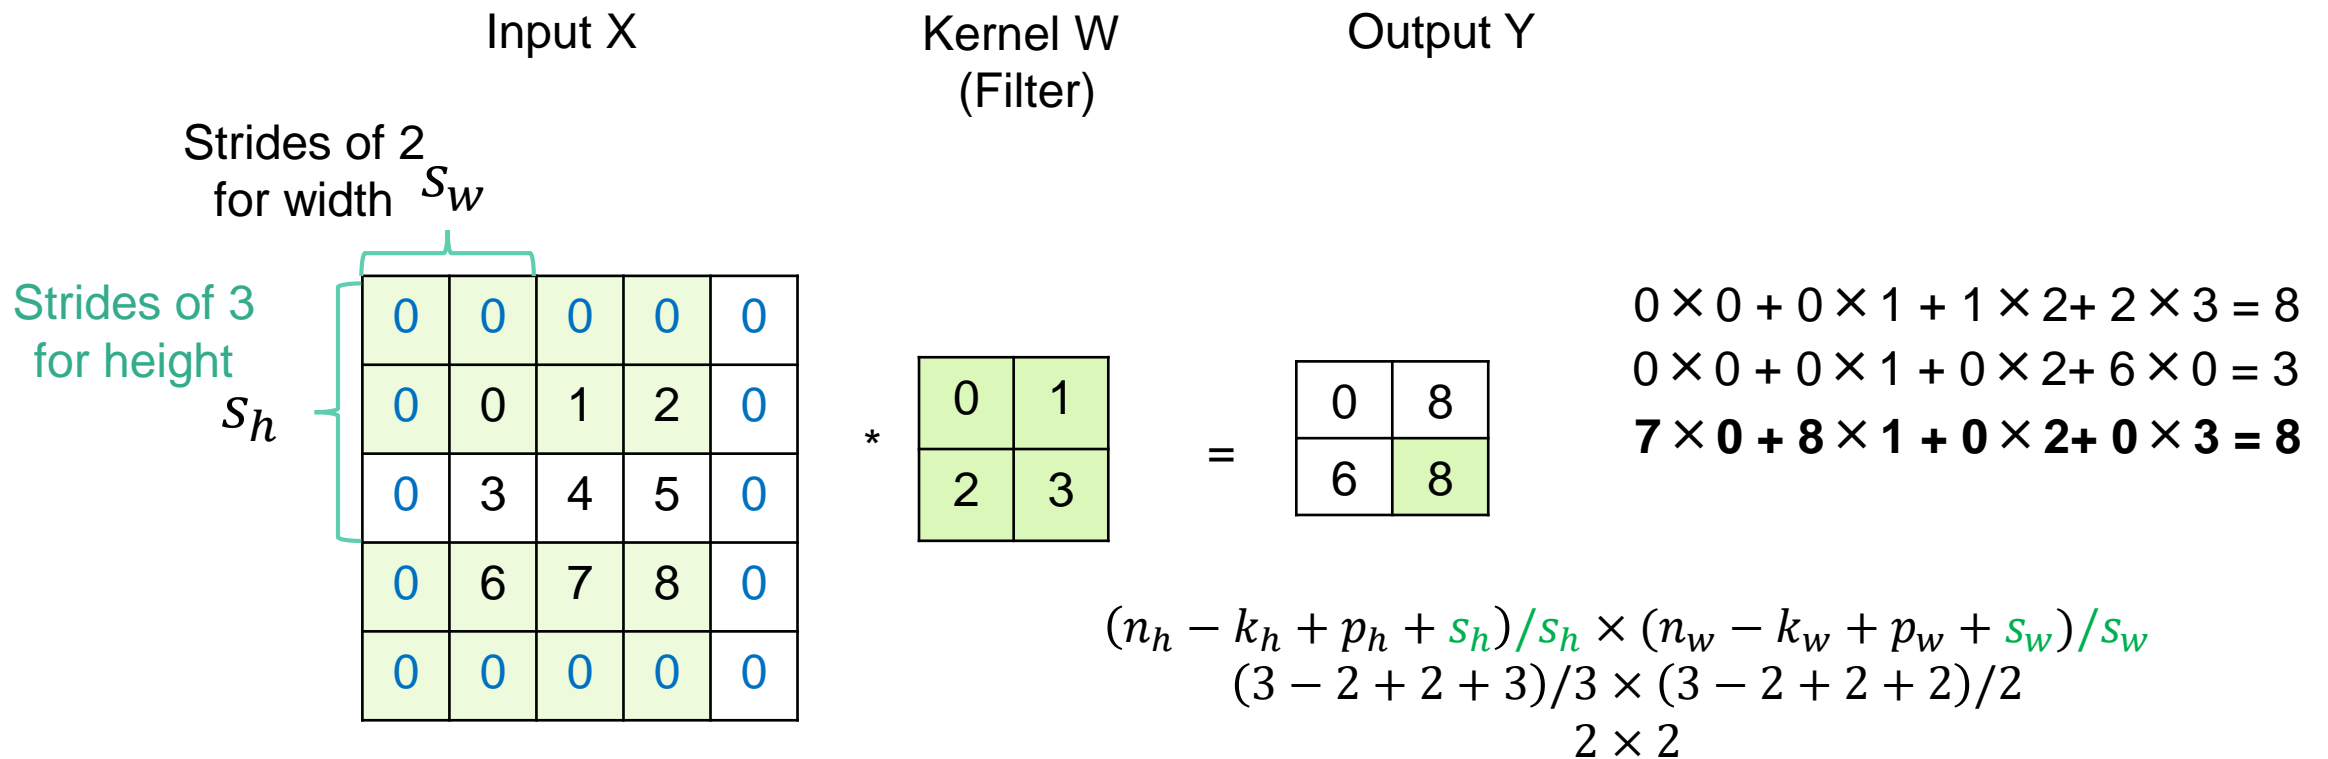 Input X
Kernel W
(Filter)
Output Y
Strides of 2
for width s_w
Strides of 3
for height
s_h
0 0 0 0 0
0 0 1 2 0
0 3 4 5 0
0 6 7 8 0
0 0 0 0 0
*
0 1
2 3
=
0 8
6 8
0 × 0 + 0 × 1 + 1 × 2+ 2 × 3 = 8
0 × 0 + 0 × 1 + 0 × 2+ 6 × 0 = 3
7 × 0 + 8 × 1 + 0 × 2+ 0 × 3 = 8
(n_h − k_h + p_h + s_h)/s_h × (n_w − k_w + p_w + s_w)/s_w
(3 − 2 + 2 + 3)/3 × (3 − 2 + 2 + 2)/2
2 × 2